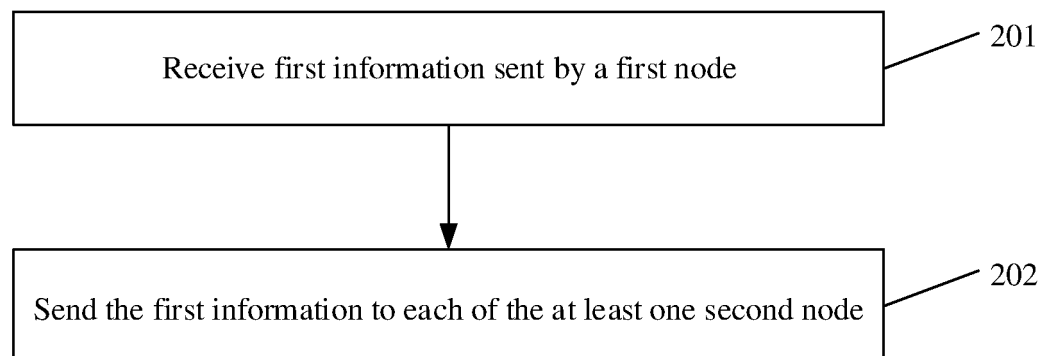 Receive first information sent by a first node
201
Send the first information to each of the at least one second node
202